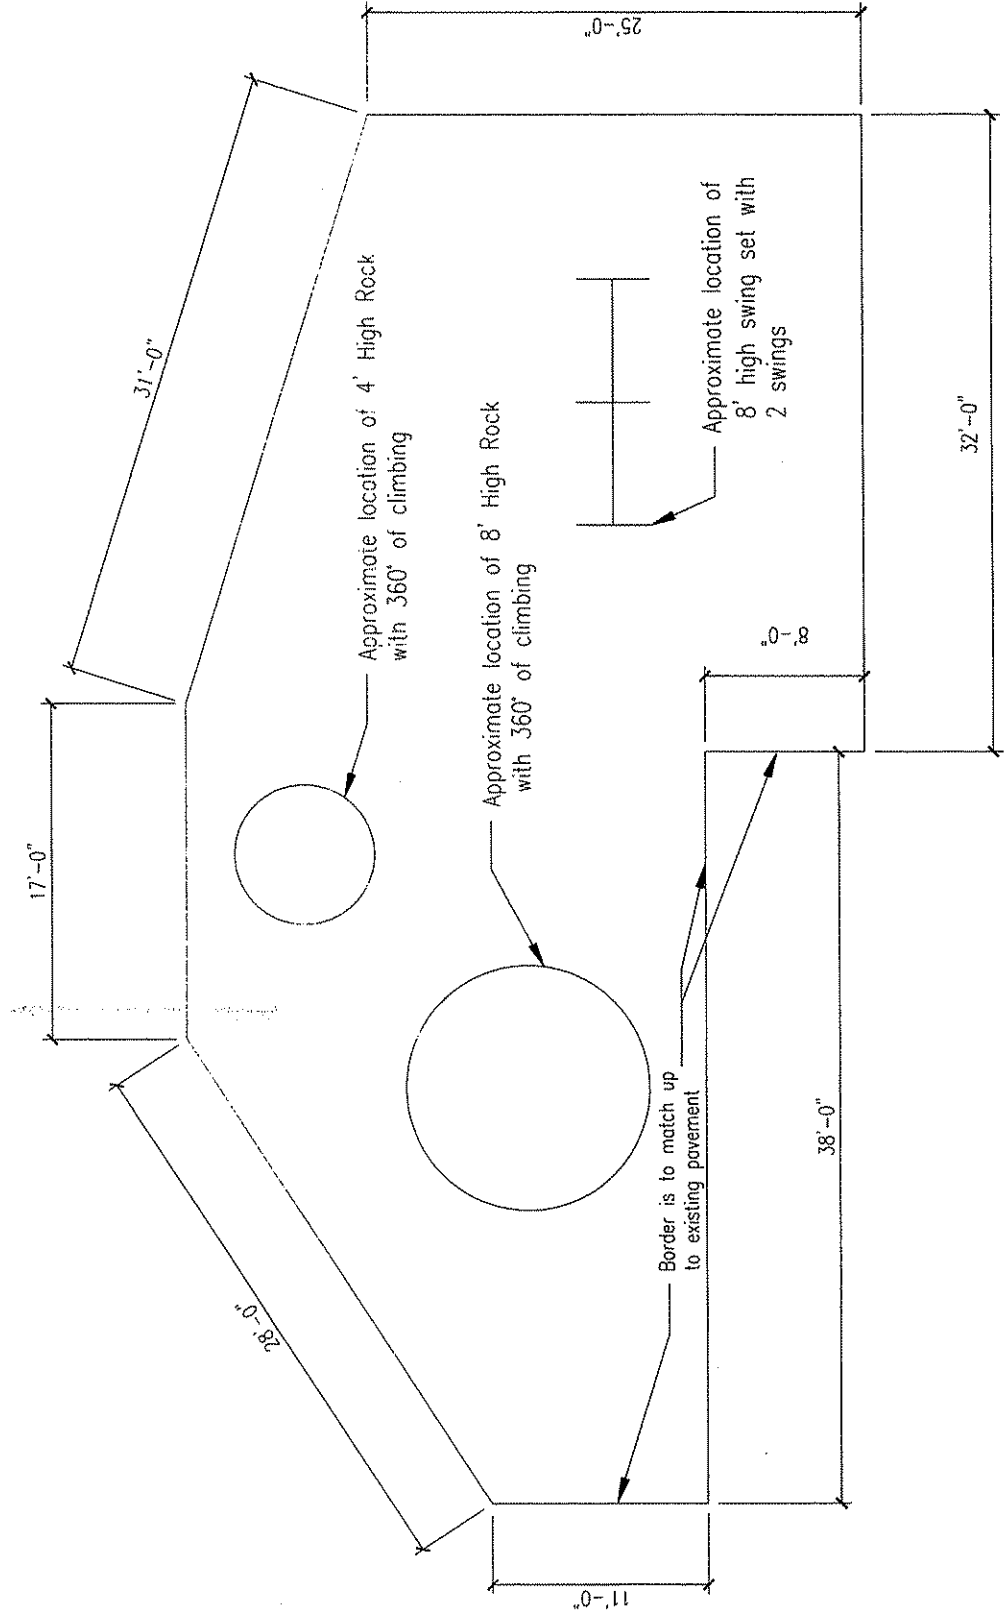 31'-0"
25'-0"
17'-0"
Approximate location of 4' High Rock
with 360° of climbing
Approximate location of 8' High Rock
with 360° of climbing
Approximate location of
8' high swing set with
2 swings
28'-0"
8'-0"
32'-0"
Border is to match up
to existing pavement
38'-0"
11'-0"